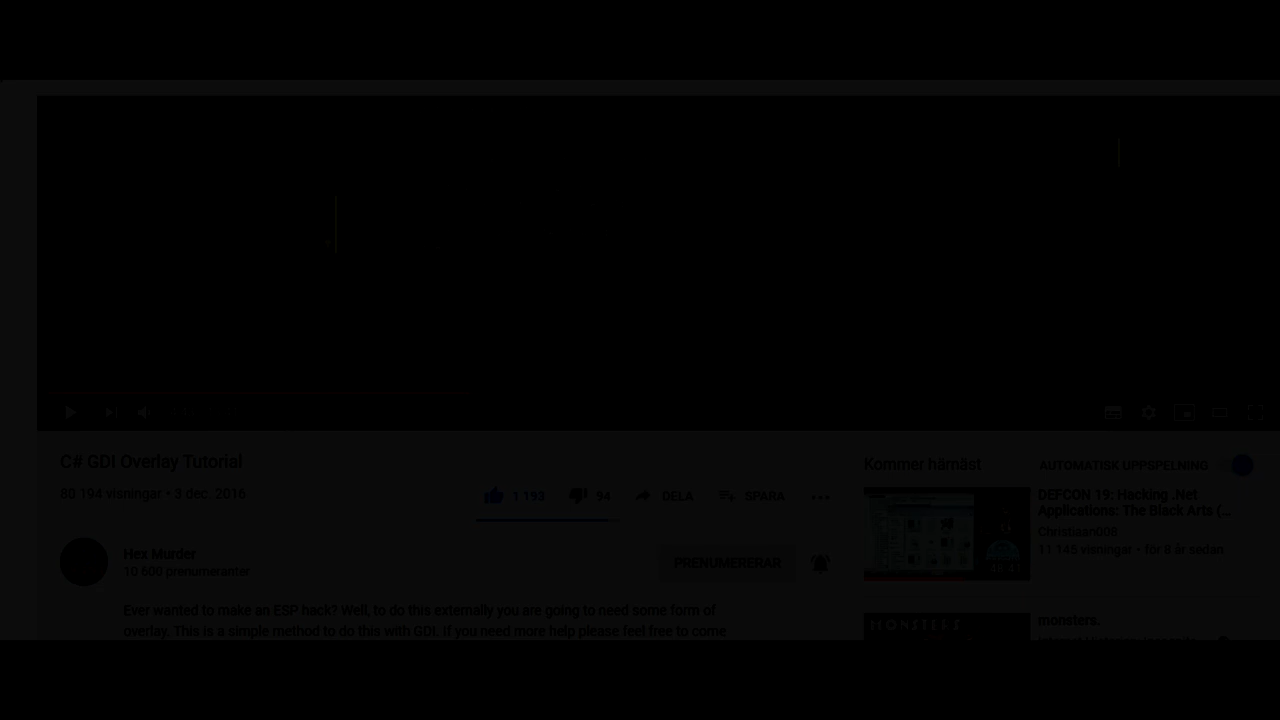 C# GDI Overlay Tutorial
80 194 visningar • 3 dec. 2016
1 193
94
DELA
SPARA
Hex Murder
10 600 prenumeranter
PRENUMERERAR
Ever wanted to make an ESP hack? Well, to do this externally you are going to need some form of
overlay. This is a simple method to do this with GDI. If you need more help please feel free to come
Kommer härnäst
AUTOMATISK UPPSPELNING
DEFCON 19: Hacking .Net
Applications: The Black Arts (...
Christiaan008
11 145 visningar • för 8 år sedan
MONSTERS
monsters.